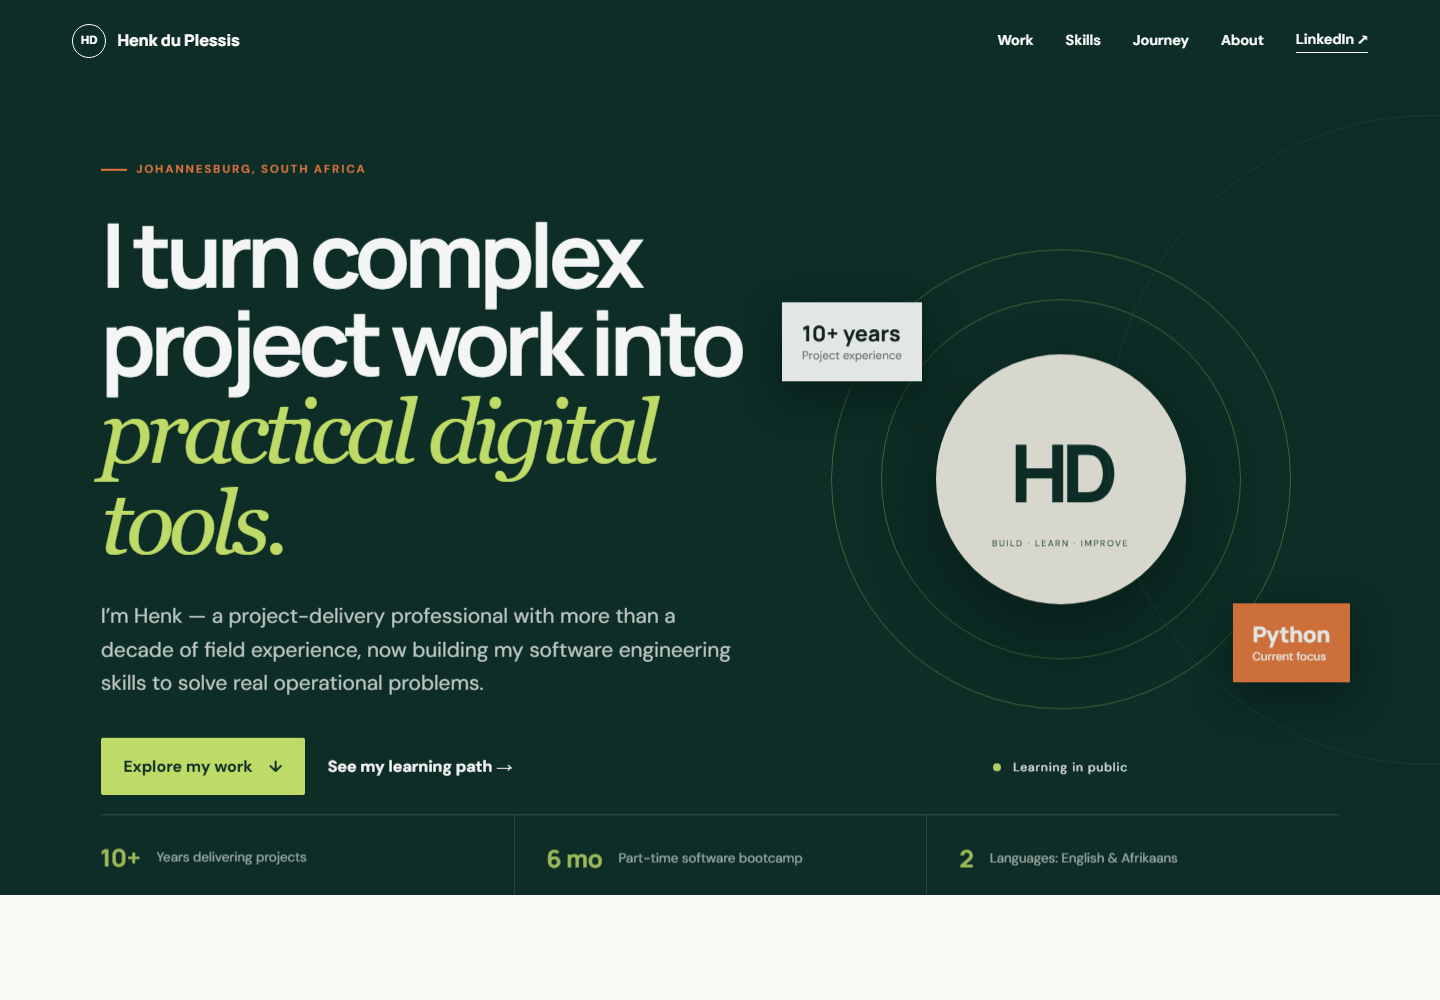 HD Henk du Plessis
Work Skills Journey About LinkedIn ↗
JOHANNESBURG, SOUTH AFRICA
I turn complex
project work into
practical digital
tools.
I’m Henk — a project-delivery professional with more than a
decade of field experience, now building my software engineering
skills to solve real operational problems.
Explore my work ↓
See my learning path →
10+ years
Project experience
HD
BUILD · LEARN · IMPROVE
Python
Current focus
Learning in public
10+ Years delivering projects
6 mo Part-time software bootcamp
2 Languages: English & Afrikaans